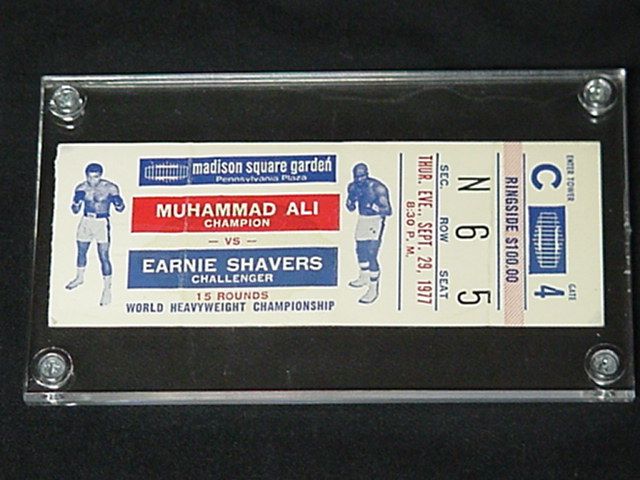 madison square garden
Pennsylvania Plaza
MUHAMMAD ALI
CHAMPION
— VS —
EARNIE SHAVERS
CHALLENGER
15 ROUNDS
WORLD HEAVYWEIGHT CHAMPIONSHIP
THUR. EVE., SEPT. 29, 1977
8:30 P.M.
SEC. ROW SEAT
N 6 5
RINGSIDE $100.00
C 4
ENTER TOWER GATE